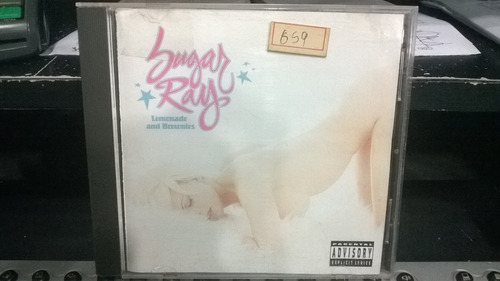 659
Sugar
Ray
Lemonade
and Brownies
PARENTAL
ADVISORY
EXPLICIT LYRICS